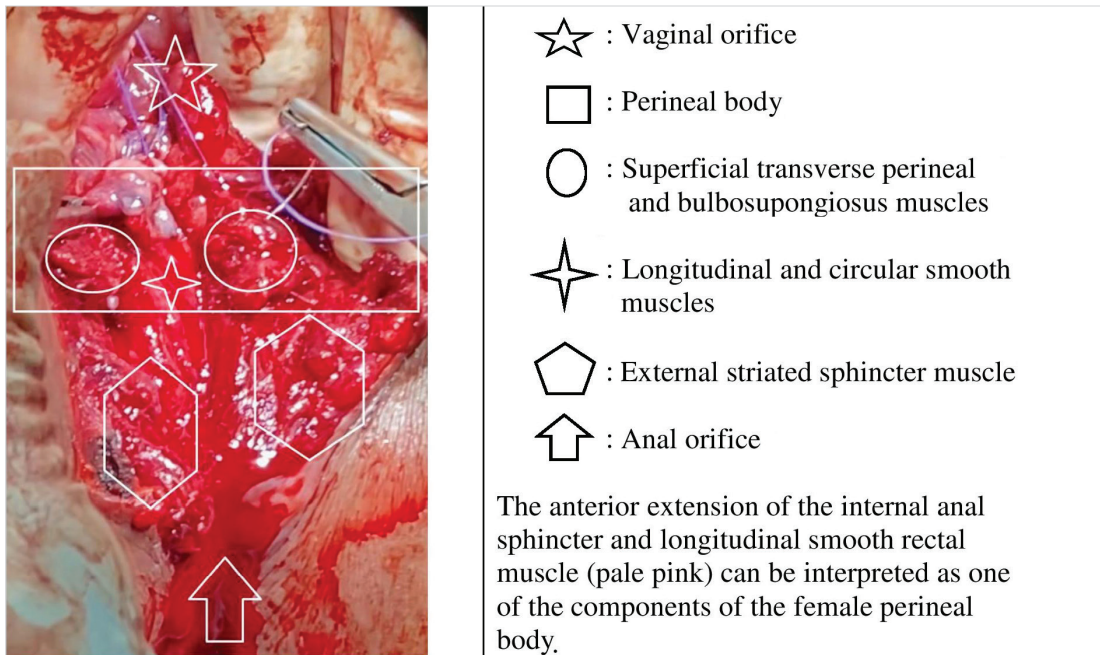 : Vaginal orifice
: Perineal body
: Superficial transverse perineal
and bulbosupongiosus muscles
: Longitudinal and circular smooth
muscles
: External striated sphincter muscle
: Anal orifice
The anterior extension of the internal anal
sphincter and longitudinal smooth rectal
muscle (pale pink) can be interpreted as one
of the components of the female perineal
body.